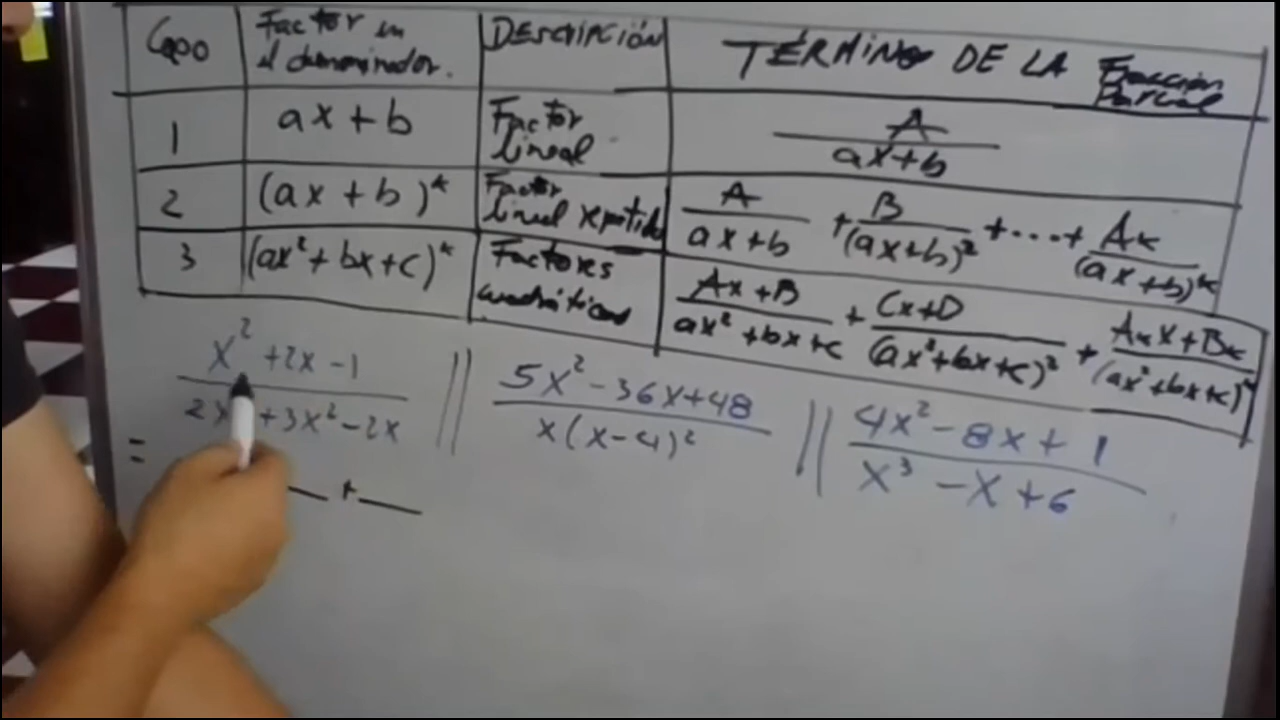 Caso | Factor en el denominador. | DESCRIPCIÓN | TÉRMINO DE LA Fracción Parcial
1 | ax + b | Factor lineal | A / ax+b
2 | (ax + b)^k | Factor lineal repetido | A / ax+b + B / (ax+b)² + ... + Ak / (ax+b)^k
3 | (ax² + bx + c)^k | Factores cuadráticos | Ax+B / ax²+bx+c + Cx+D / (ax²+bx+c)² + AkX+Bk / (ax²+bx+c)^k
x² + 2x - 1 / 2x + 3x² - 2x || 5x² - 36x + 48 / x(x-4)² || 4x² - 8x + 1 / x³ - x + 6
= __ + __